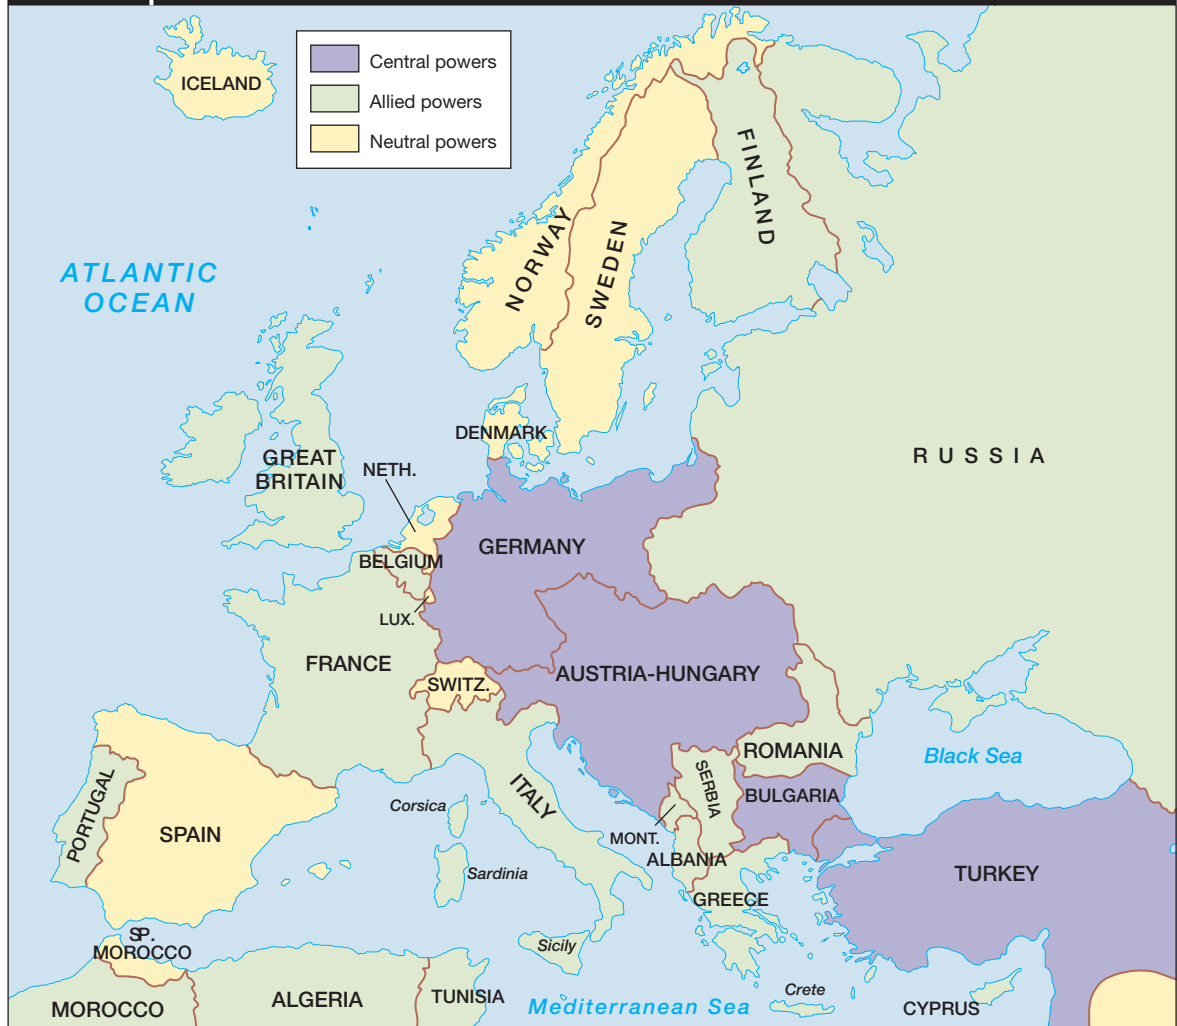 ICELAND
Central powers
Allied powers
Neutral powers
FINLAND
NORWAY
SWEDEN
ATLANTIC
OCEAN
DENMARK
RUSSIA
GREAT
BRITAIN
NETH.
GERMANY
BELGIUM
LUX.
FRANCE
AUSTRIA-HUNGARY
SWITZ.
ROMANIA
Black Sea
SERBIA
BULGARIA
ITALY
Corsica
PORTUGAL
SPAIN
MONT.
ALBANIA
Sardinia
TURKEY
GREECE
SP.
MOROCCO
Sicily
Crete
MOROCCO
ALGERIA
TUNISIA
Mediterranean Sea
CYPRUS